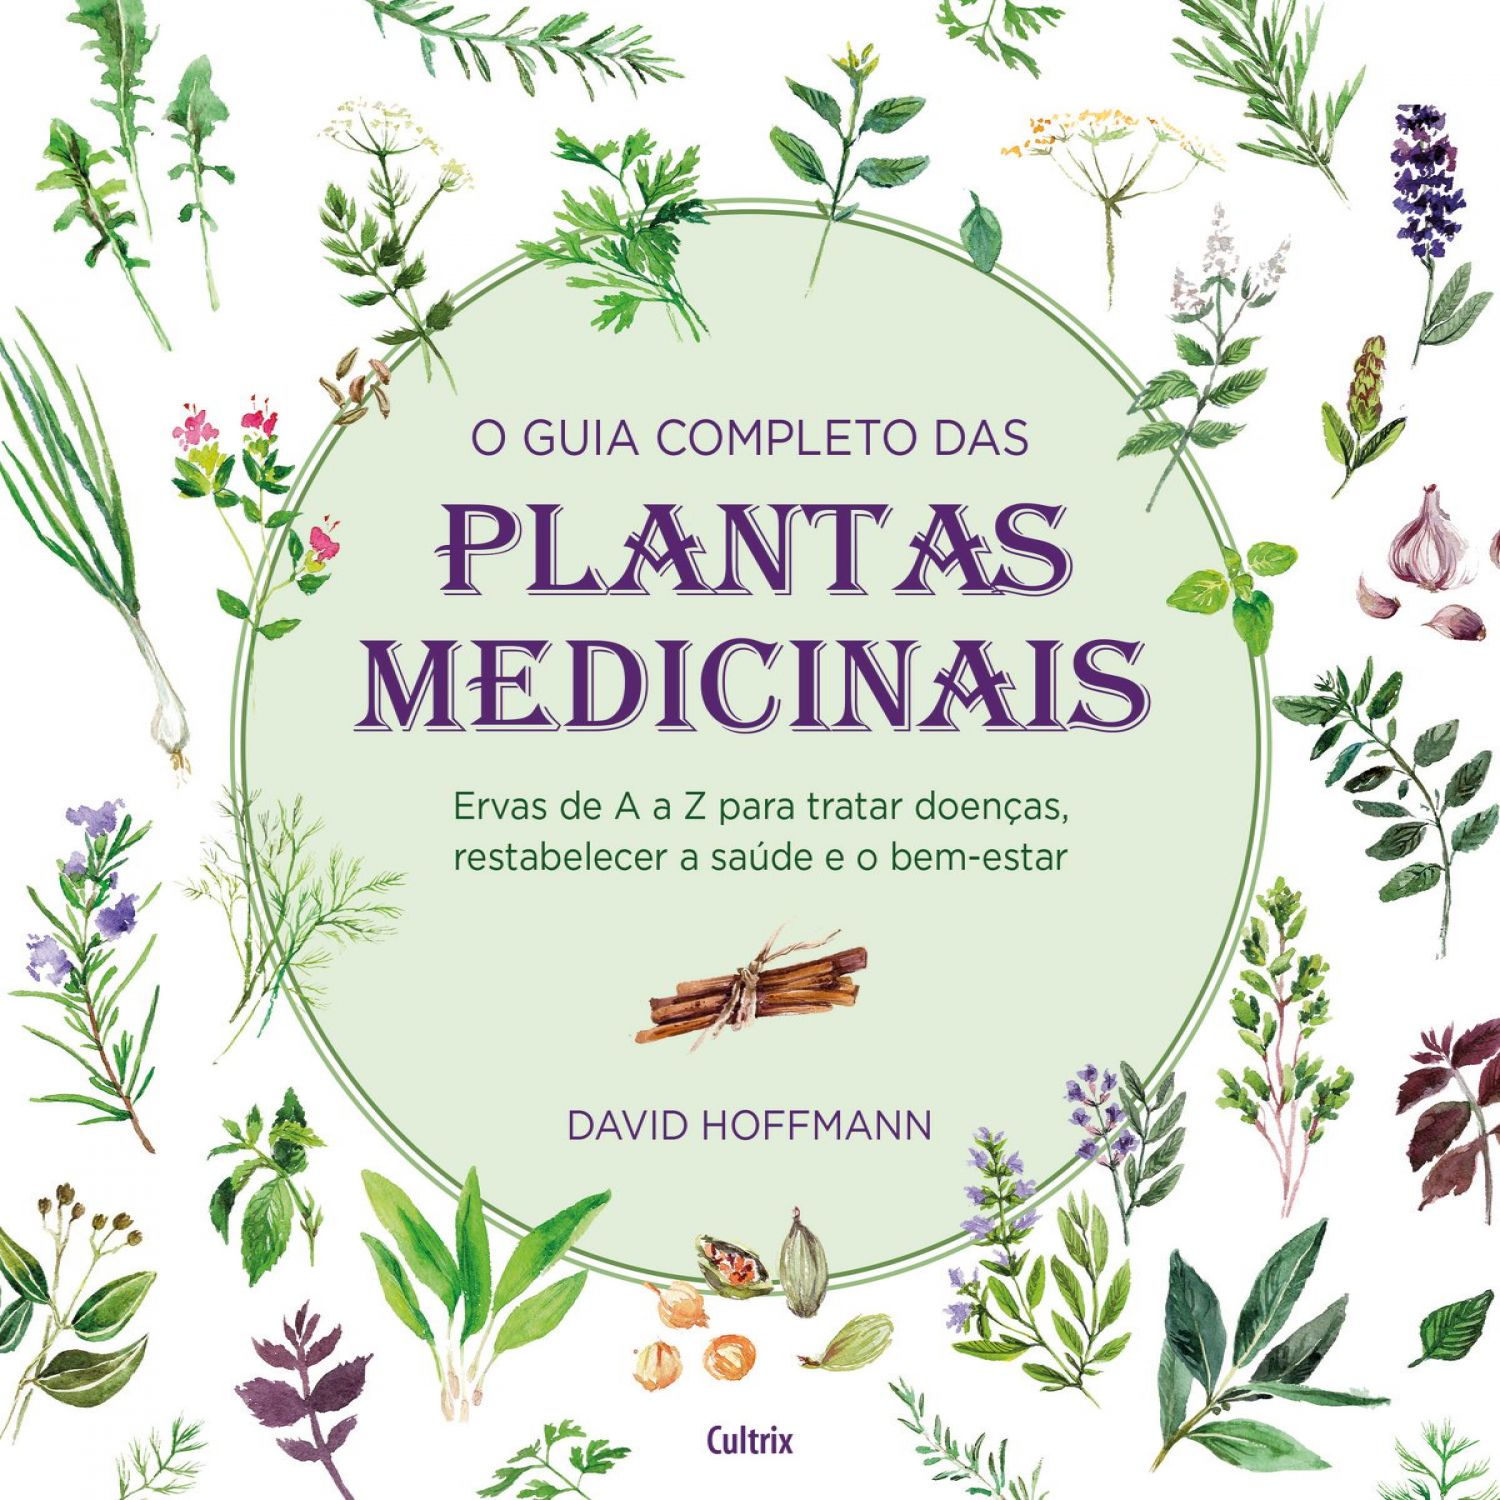 O GUIA COMPLETO DAS
PLANTAS
MEDICINAIS
Ervas de A a Z para tratar doenças,
restabelecer a saúde e o bem-estar
DAVID HOFFMANN
Cultrix